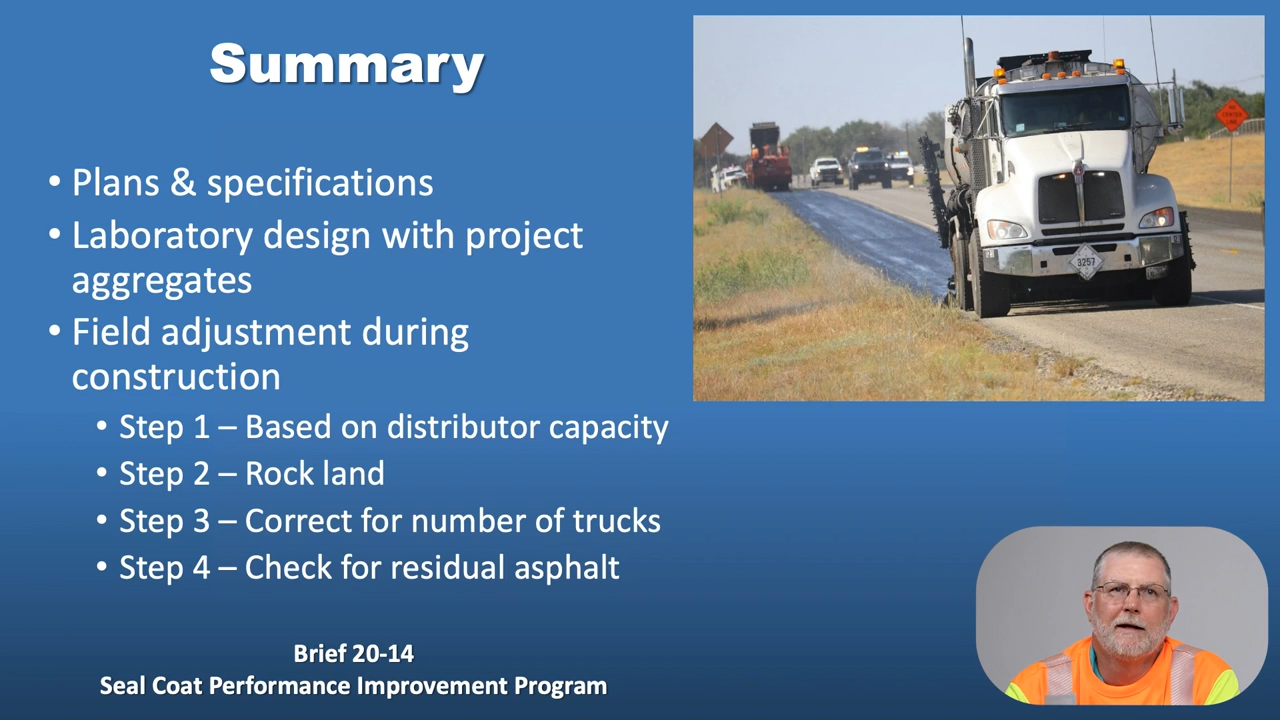 Summary
• Plans & specifications
• Laboratory design with project
aggregates
• Field adjustment during
construction
• Step 1 – Based on distributor capacity
• Step 2 – Rock land
• Step 3 – Correct for number of trucks
• Step 4 – Check for residual asphalt
Brief 20-14
Seal Coat Performance Improvement Program
3257